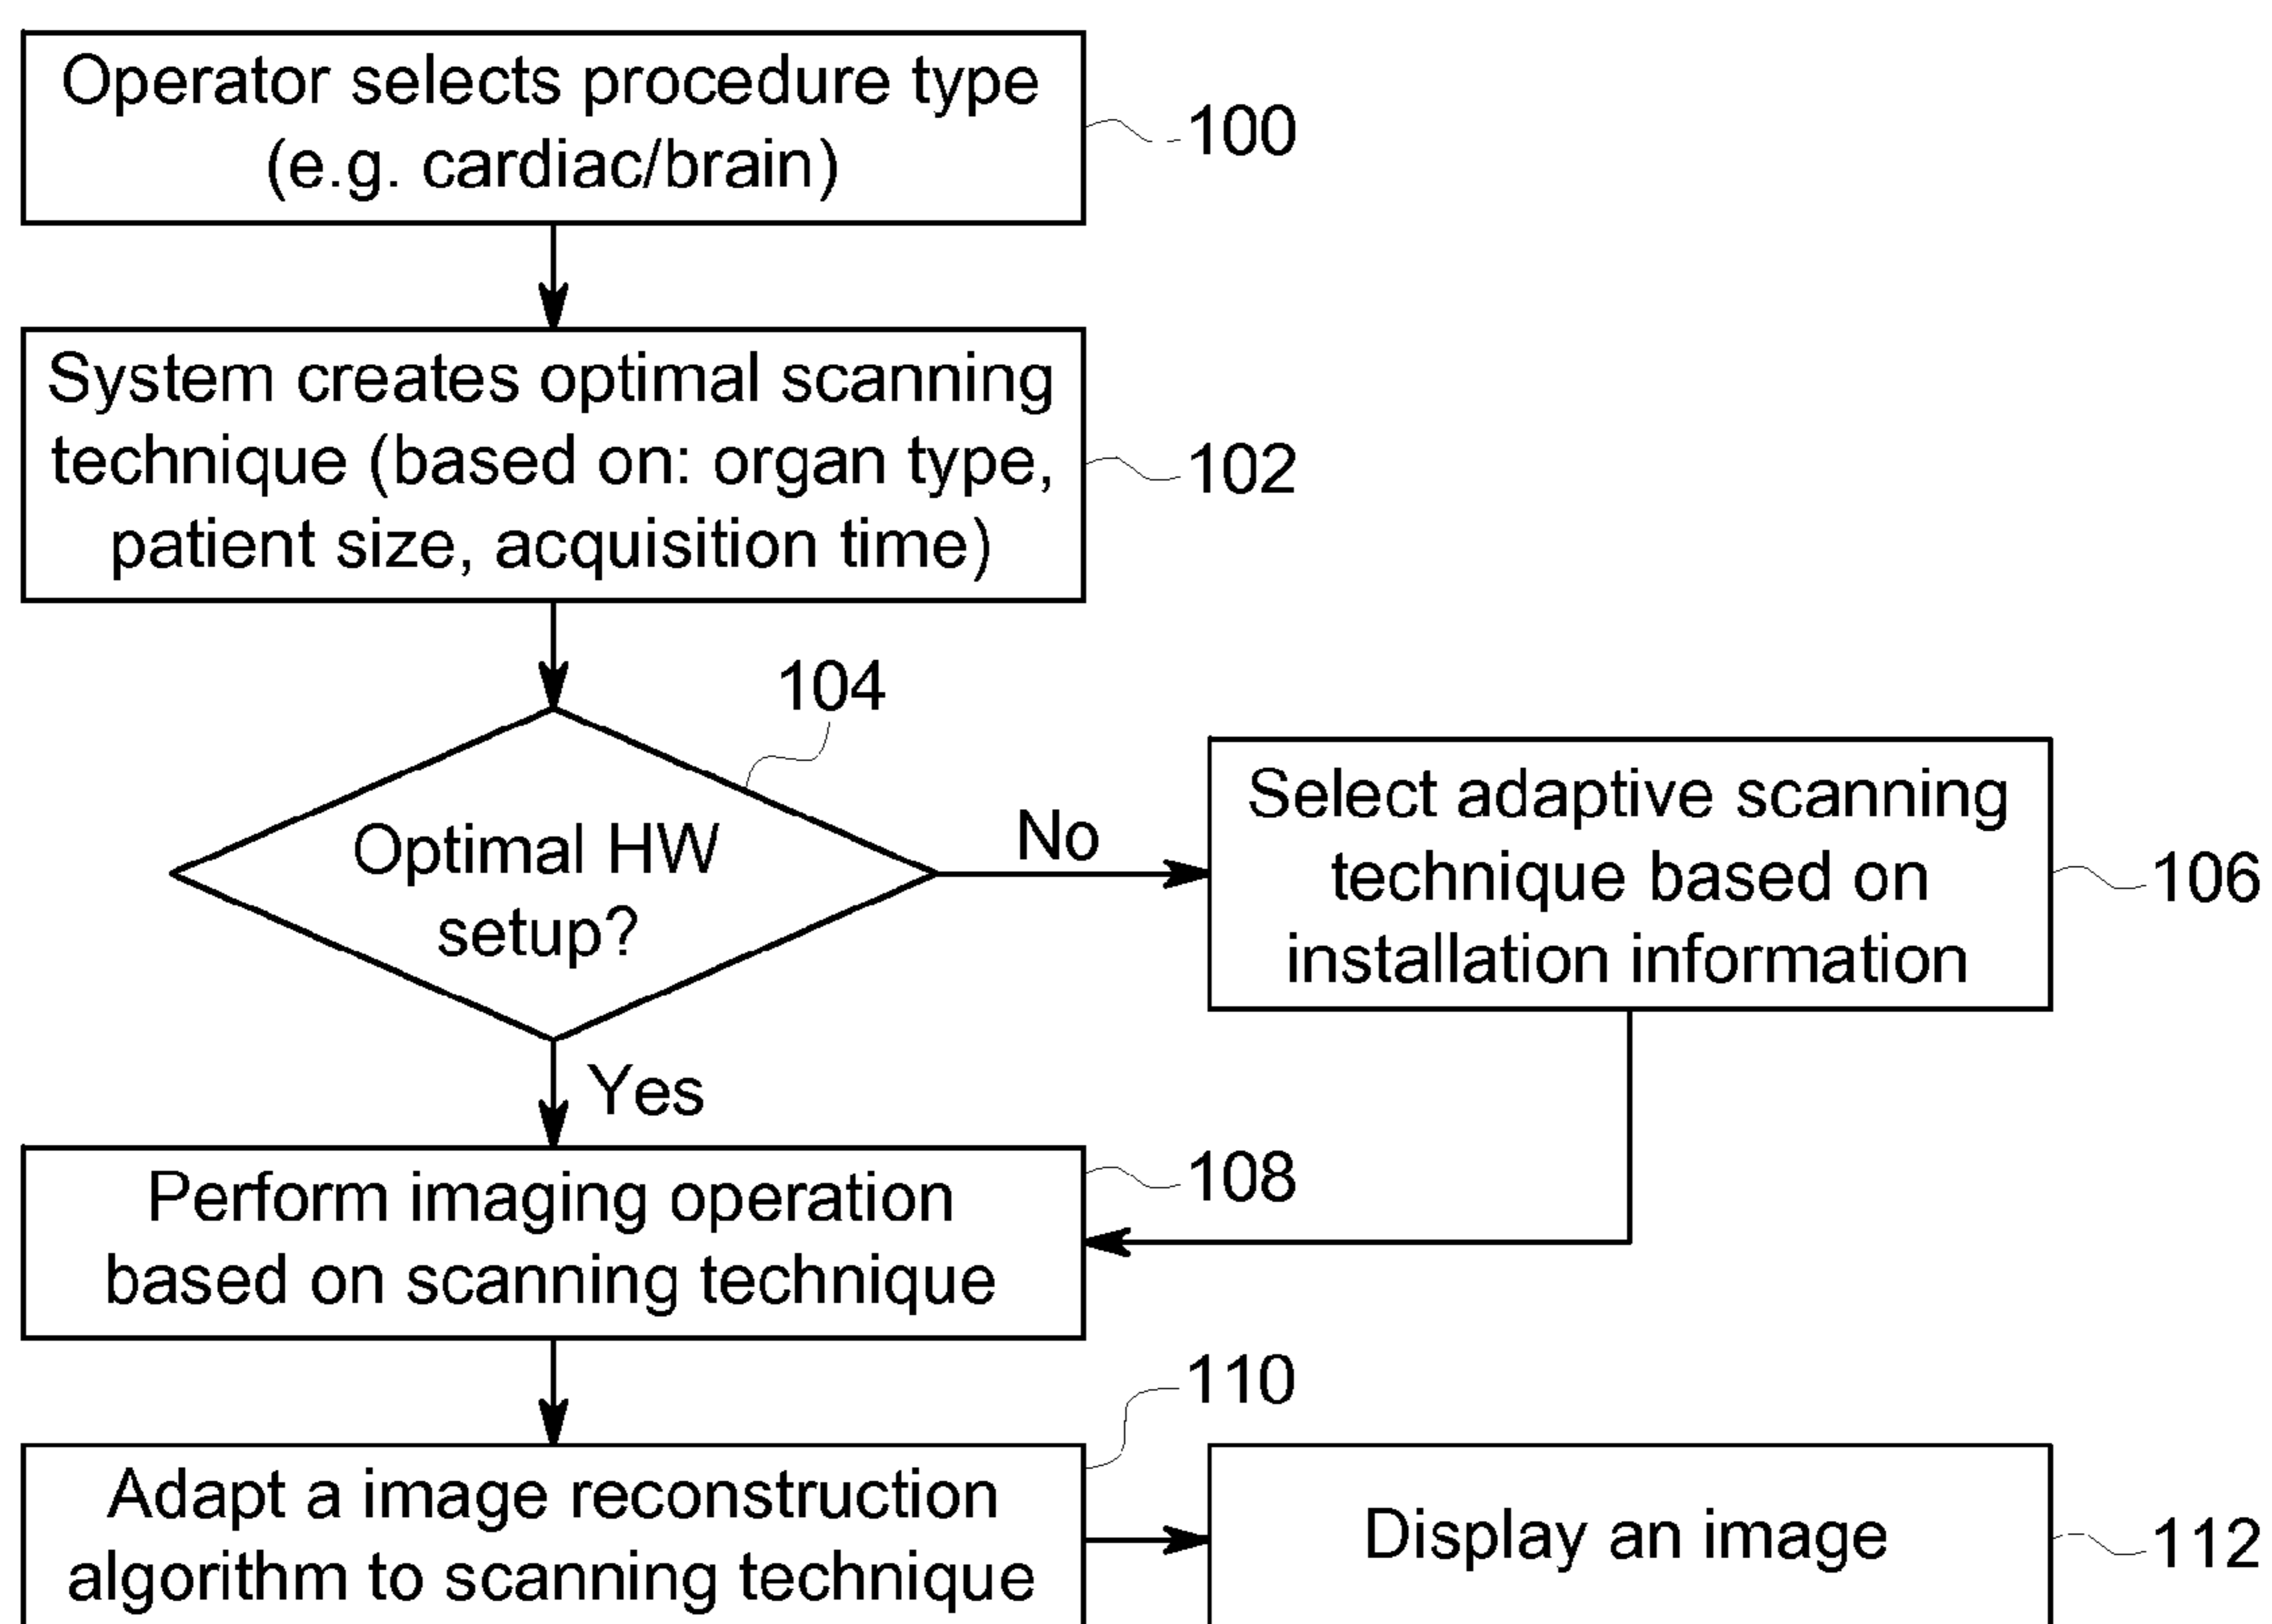 Operator selects procedure type
(e.g. cardiac/brain)
100
System creates optimal scanning
technique (based on: organ type,
patient size, acquisition time)
102
104
Optimal HW
setup?
No
Select adaptive scanning
technique based on
installation information
106
Yes
Perform imaging operation
based on scanning technique
108
110
Adapt a image reconstruction
algorithm to scanning technique
Display an image
112